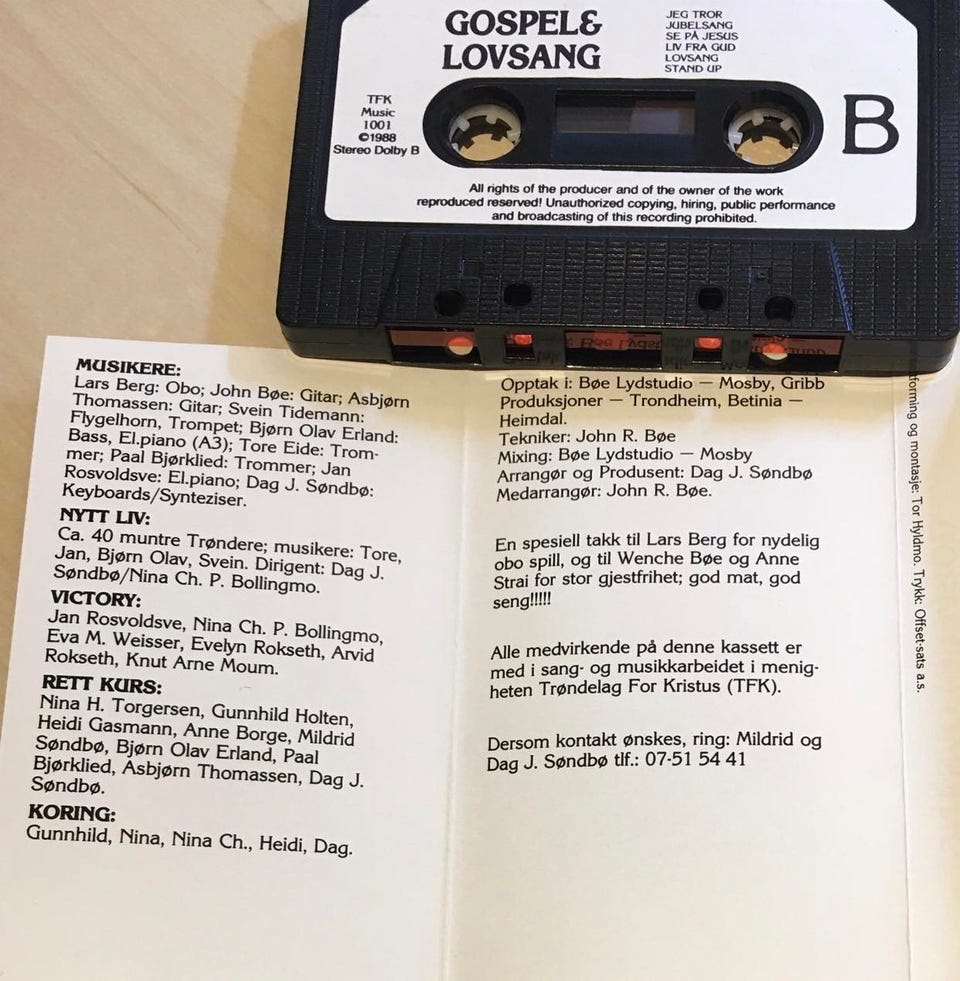 GOSPEL&
LOVSANG
JEG TROR
JUBELSANG
SE PÅ JESUS
LIV FRA GUD
LOVSANG
STAND UP
TFK
Music
1001
©1988
Stereo Dolby B
B
All rights of the producer and of the owner of the work
reproduced reserved! Unauthorized copying, hiring, public performance
and broadcasting of this recording prohibited.
MUSIKERE:
Lars Berg: Obo; John Bøe: Gitar; Asbjørn
Thomassen: Gitar; Svein Tidemann:
Flygelhorn, Trompet; Bjørn Olav Erland:
Bass, El.piano (A3); Tore Eide: Trom-
mer; Paal Bjørklied: Trommer; Jan
Rosvoldsve: El.piano; Dag J. Søndbø:
Keyboards/Synteziser.
NYTT LIV:
Ca. 40 muntre Trøndere; musikere: Tore,
Jan, Bjørn Olav, Svein. Dirigent: Dag J.
Søndbø/Nina Ch. P. Bollingmo.
VICTORY:
Jan Rosvoldsve, Nina Ch. P. Bollingmo,
Eva M. Weisser, Evelyn Rokseth, Arvid
Rokseth, Knut Arne Moum.
RETT KURS:
Nina H. Torgersen, Gunnhild Holten,
Heidi Gasmann, Anne Borge, Mildrid
Søndbø, Bjørn Olav Erland, Paal
Bjørklied, Asbjørn Thomassen, Dag J.
Søndbø.
KORING:
Gunnhild, Nina, Nina Ch., Heidi, Dag.
Opptak i: Bøe Lydstudio — Mosby, Gribb
Produksjoner — Trondheim, Betinia —
Heimdal.
Tekniker: John R. Bøe
Mixing: Bøe Lydstudio — Mosby
Arrangør og Produsent: Dag J. Søndbø
Medarrangør: John R. Bøe.
En spesiell takk til Lars Berg for nydelig
obo spill, og til Wenche Bøe og Anne
Strai for stor gjestfrihet; god mat, god
seng!!!!!
Alle medvirkende på denne kassett er
med i sang- og musikkarbeidet i menig-
heten Trøndelag For Kristus (TFK).
Dersom kontakt ønskes, ring: Mildrid og
Dag J. Søndbø tlf.: 07-51 54 41
og montasje: Tor Hyldmo. Trykk: Offset-sats a.s.